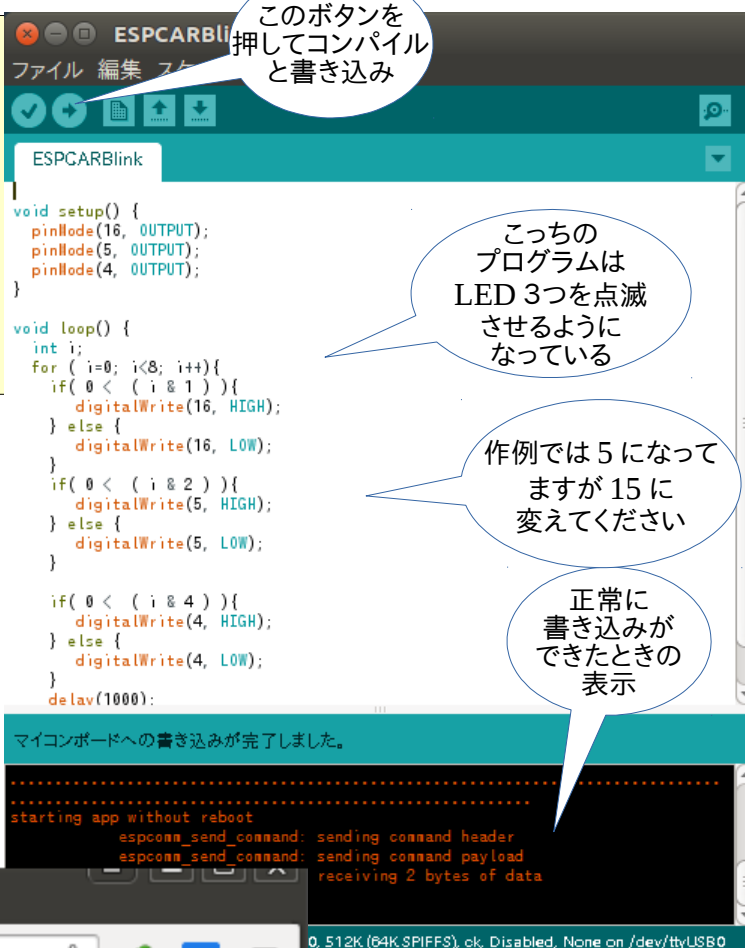 このボタンを
押してコンパイル
と書き込み
ESPCARBli
ファイル 編集 スケ
ESPCARBlink
void setup() {
  pinMode(16, OUTPUT);
  pinMode(5, OUTPUT);
  pinMode(4, OUTPUT);
}
void loop() {
  int i;
  for ( i=0; i<8; i++){
    if( 0 <  ( i & 1 ) ){
       digitalWrite(16, HIGH);
    } else {
       digitalWrite(16, LOW);
    }
    if( 0 <  ( i & 2 ) ){
       digitalWrite(5, HIGH);
    } else {
       digitalWrite(5, LOW);
    }
    if( 0 <  ( i & 4 ) ){
       digitalWrite(4, HIGH);
    } else {
       digitalWrite(4, LOW);
    }
    delay(1000);
こっちの
プログラムは
LED 3つを点滅
させるように
なっている
作例では 5 になって
ますが 15 に
変えてください
正常に
書き込みが
できたときの
表示
マイコンボードへの書き込みが完了しました。
starting app without reboot
espcomm_send_command: sending command header
espcomm_send_command: sending command payload
receiving 2 bytes of data
0, 512K (64K SPIFFS), ck, Disabled, None on /dev/ttyUSB0